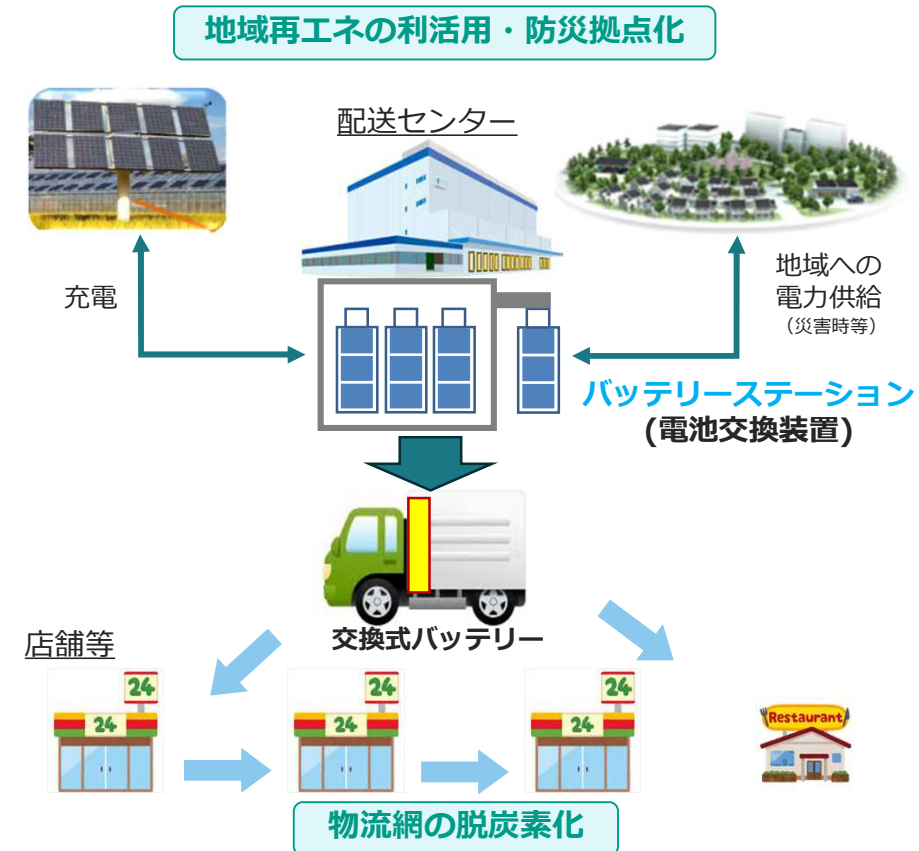 地域再エネの利活用・防災拠点化
配送センター
充電
地域への
電力供給
（災害時等）
バッテリーステーション
(電池交換装置)
交換式バッテリー
店舗等
24
24
24
24
24
24
Restaurant
物流網の脱炭素化